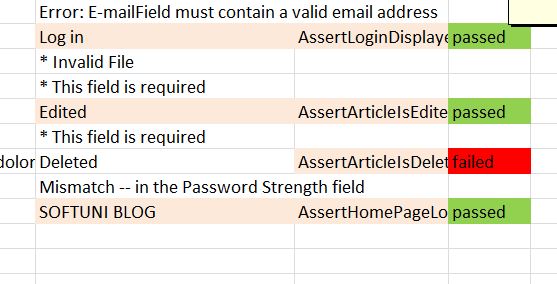 Error: E-mailField must contain a valid email address
Log in AssertLoginDisplaye passed
* Invalid File
* This field is required
Edited AssertArticleIsEdite passed
* This field is required
dolor Deleted AssertArticleIsDelet failed
Mismatch -- in the Password Strength field
SOFTUNI BLOG AssertHomePageLo passed